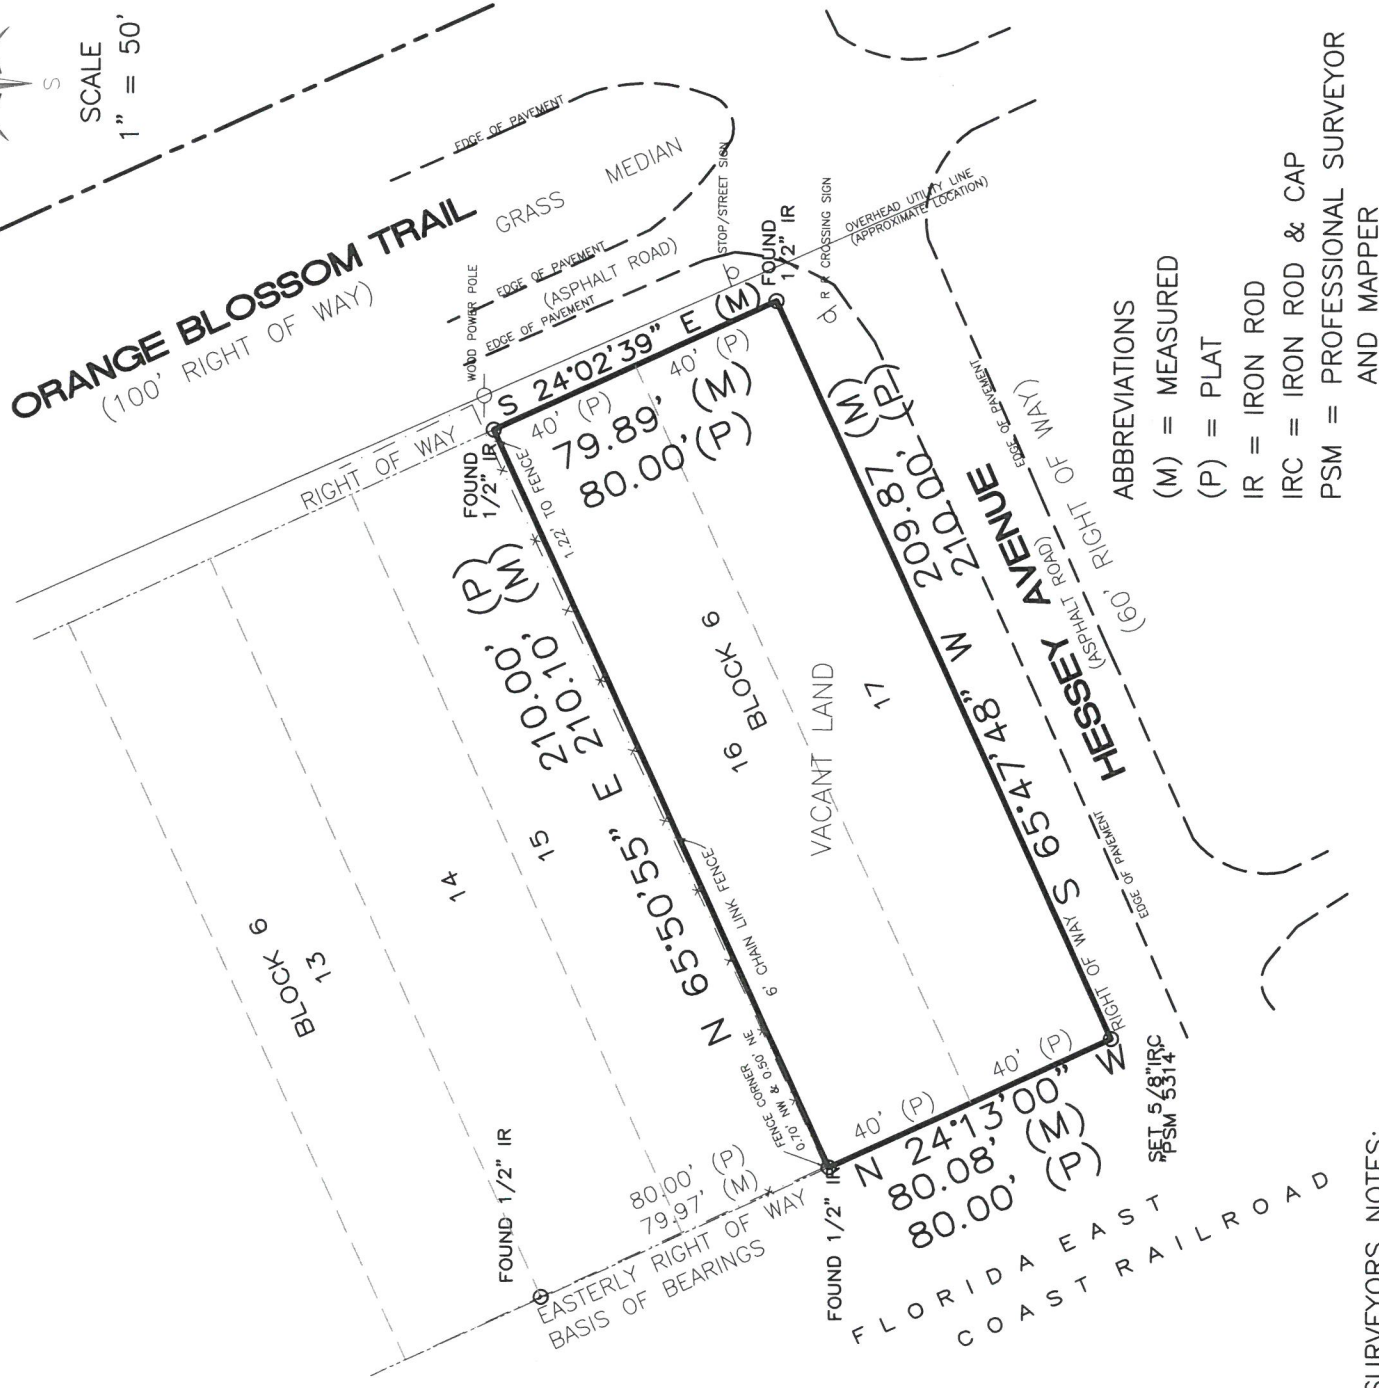 S
SCALE
1" = 50'
ORANGE BLOSSOM TRAIL
(100' RIGHT OF WAY)
EDGE OF PAVEMENT
GRASS MEDIAN
EDGE OF PAVEMENT
(ASPHALT ROAD)
EDGE OF PAVEMENT
WOOD POWER POLE
STOP/STREET SIGN
R R CROSSING SIGN
OVERHEAD UTILITY LINE
(APPROXIMATE LOCATION)
RIGHT OF WAY
FOUND
1/2" IR
FOUND
1/2" IR
S 24°02'39" E (M)
40' (P)
40' (P)
79.89' (M)
80.00'(P)
1.22' TO FENCE
210.00' (P)
N 65°50'55" E 210.10' (M)
BLOCK 6
13
14
15
16
BLOCK 6
17
VACANT LAND
6' CHAIN LINK FENCE
FENCE CORNER
0.70' NW & 0.50' NE
S 65°47'48" W 209.87 (M)
210.00' (P)
RIGHT OF WAY
EDGE OF PAVEMENT
HESSEY AVENUE
(ASPHALT ROAD)
(60' RIGHT OF WAY)
EDGE OF PAVEMENT
FOUND 1/2" IR
80.00' (P)
79.97' (M)
EASTERLY RIGHT OF WAY
BASIS OF BEARINGS
FOUND 1/2" IR
40' (P)
40' (P)
N 24°13'00" W
80.08' (M)
80.00' (P)
SET 5/8"IRC
"PSM 5314"
FLORIDA EAST
COAST RAILROAD
ABBREVIATIONS
(M) = MEASURED
(P) = PLAT
IR = IRON ROD
IRC = IRON ROD & CAP
PSM = PROFESSIONAL SURVEYOR
AND MAPPER
SURVEYORS NOTES: